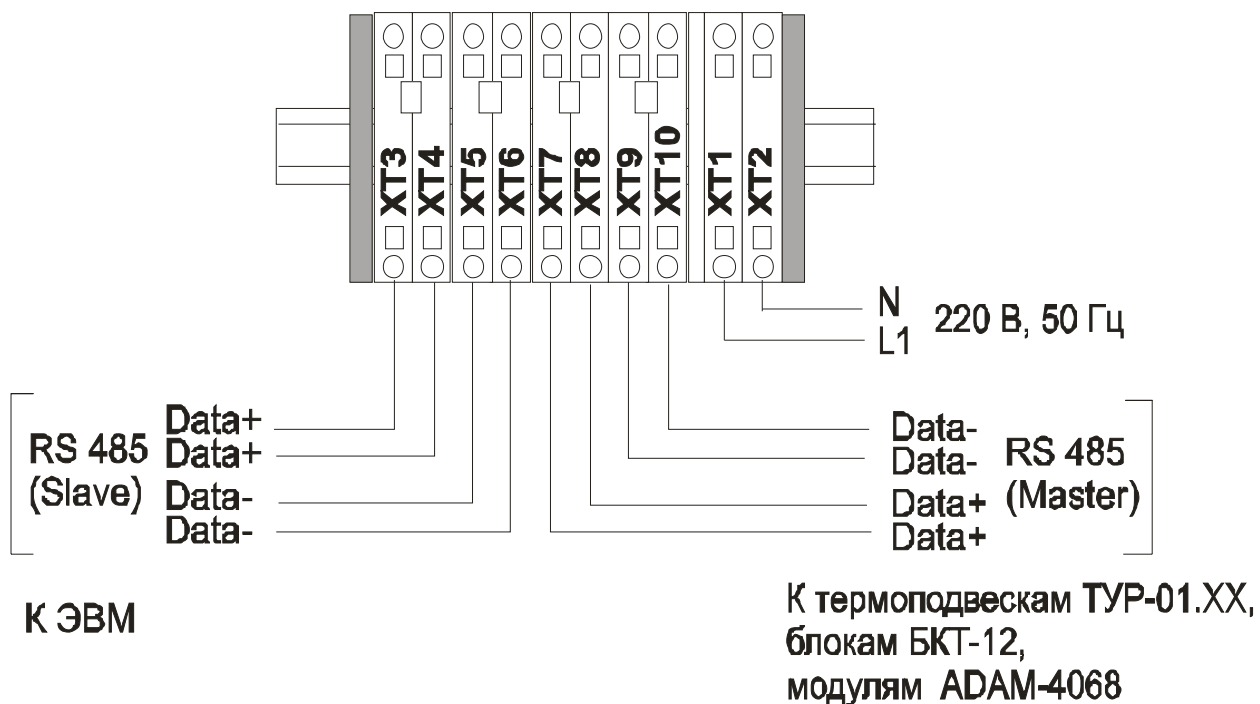 XT3
XT4
XT5
XT6
XT7
XT8
XT9
XT10
XT1
XT2
N
L1
220 В, 50 Гц
RS 485
(Slave)
Data+
Data+
Data-
Data-
Data-
Data-
Data+
Data+
RS 485
(Master)
К ЭВМ
К термоподвескам ТУР-01.ХХ,
блокам БКТ-12,
модулям ADAM-4068